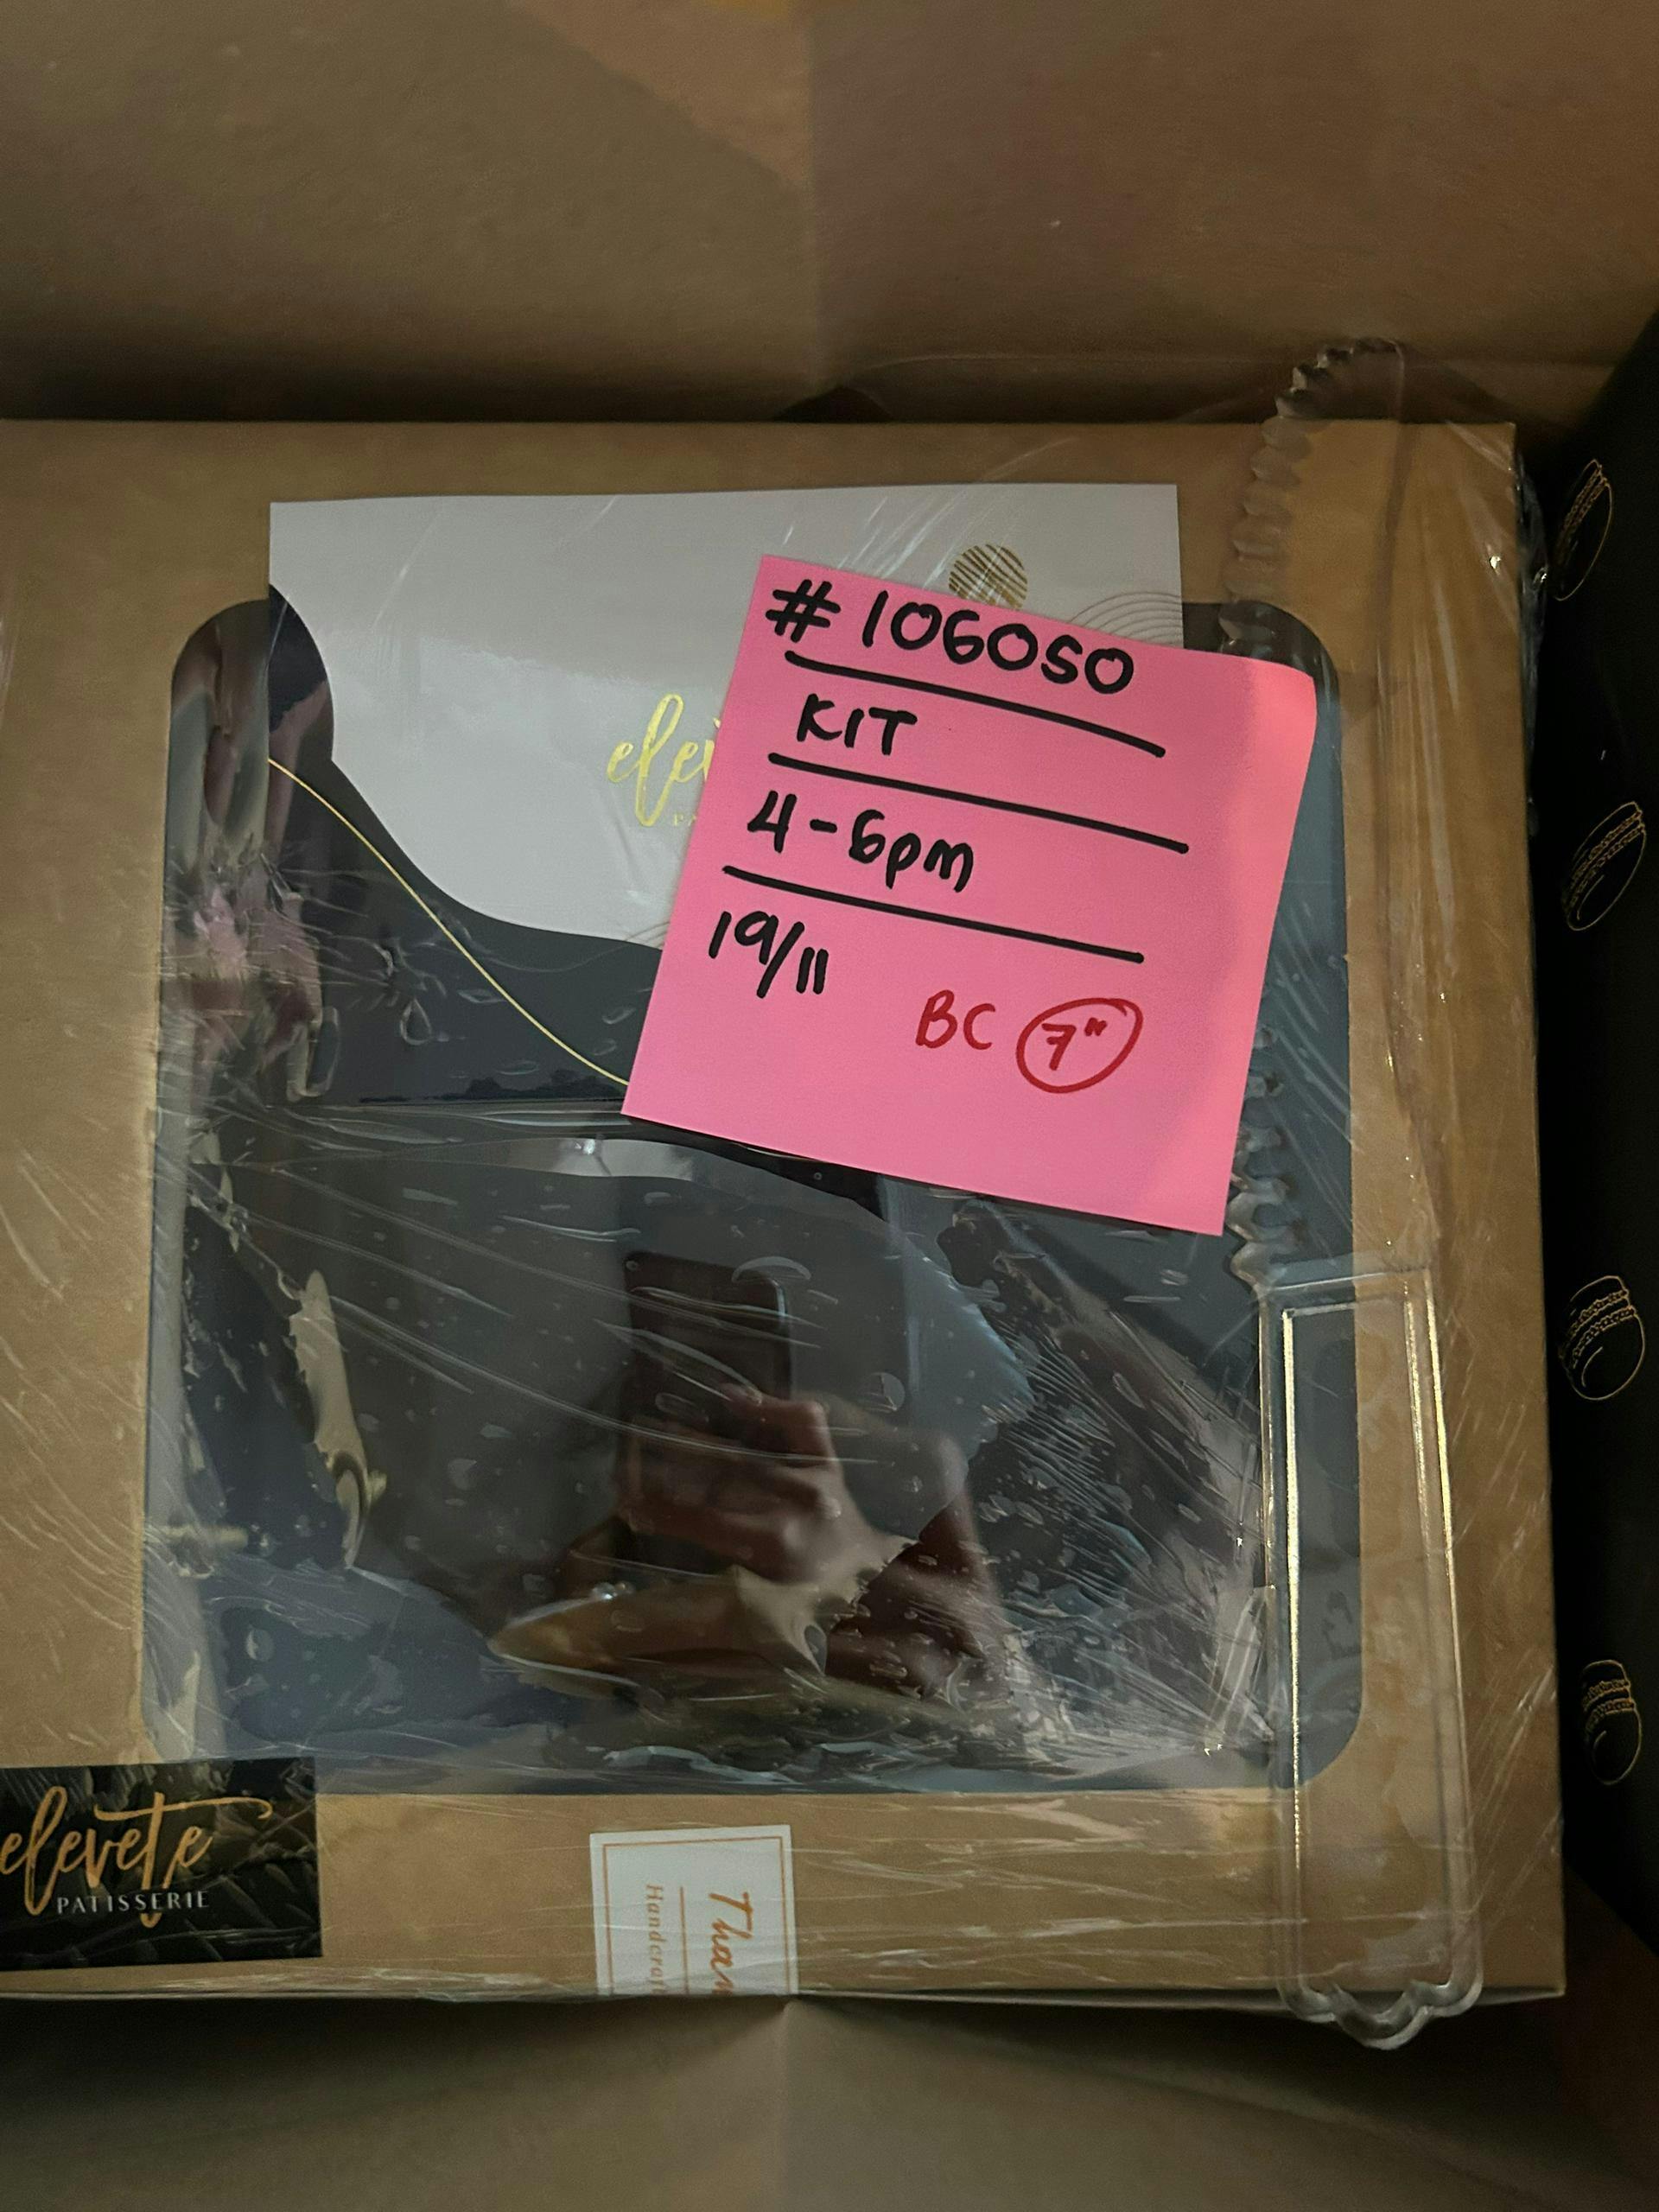 #106050
KIT
4-6pm
19/11
BC 7"
elevete
PATISSERIE